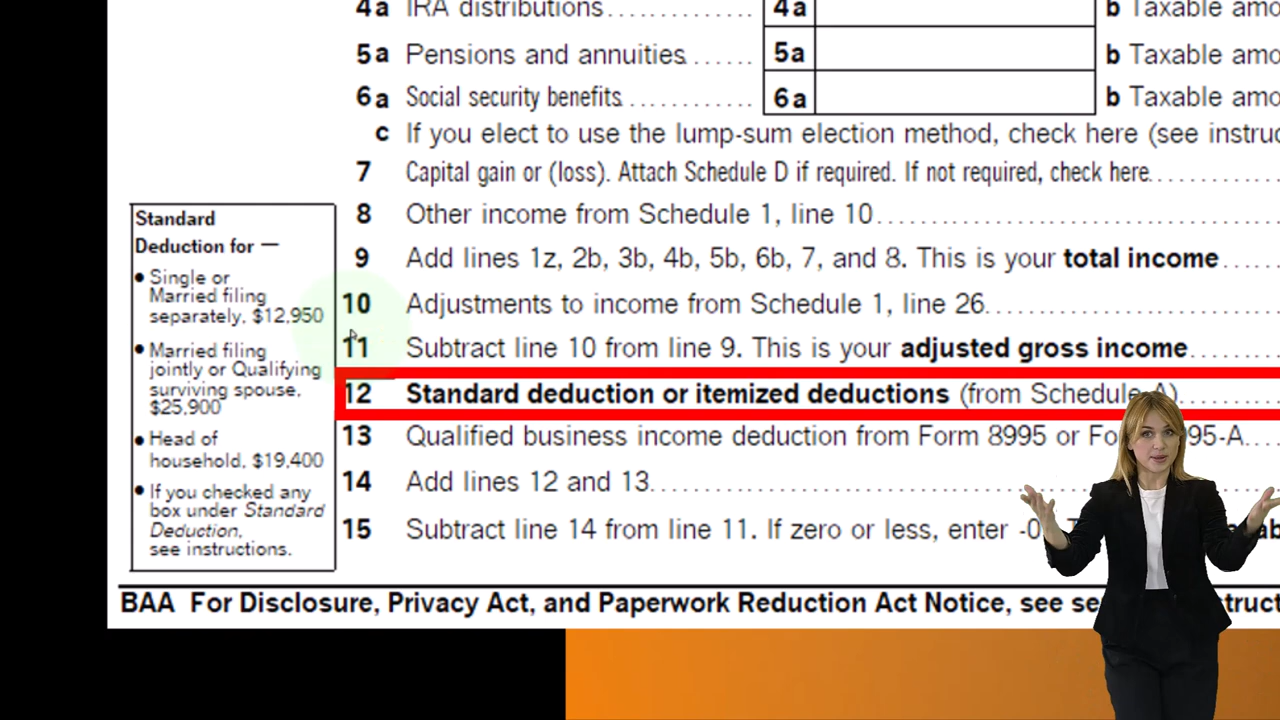 4a IRA distributions 4a b Taxable amo
5a Pensions and annuities 5a b Taxable amo
6a Social security benefits 6a b Taxable amo
c If you elect to use the lump-sum election method, check here (see instruc
7 Capital gain or (loss). Attach Schedule D if required. If not required, check here
8 Other income from Schedule 1, line 10
9 Add lines 1z, 2b, 3b, 4b, 5b, 6b, 7, and 8. This is your total income
10 Adjustments to income from Schedule 1, line 26
11 Subtract line 10 from line 9. This is your adjusted gross income
12 Standard deduction or itemized deductions (from Schedule A)
13 Qualified business income deduction from Form 8995 or Fo 95-A
14 Add lines 12 and 13
15 Subtract line 14 from line 11. If zero or less, enter -0
Standard
Deduction for —
• Single or
Married filing
separately, $12,950
• Married filing
jointly or Qualifying
surviving spouse,
$25,900
• Head of
household, $19,400
• If you checked any
box under Standard
Deduction,
see instructions.
BAA For Disclosure, Privacy Act, and Paperwork Reduction Act Notice, see se truct